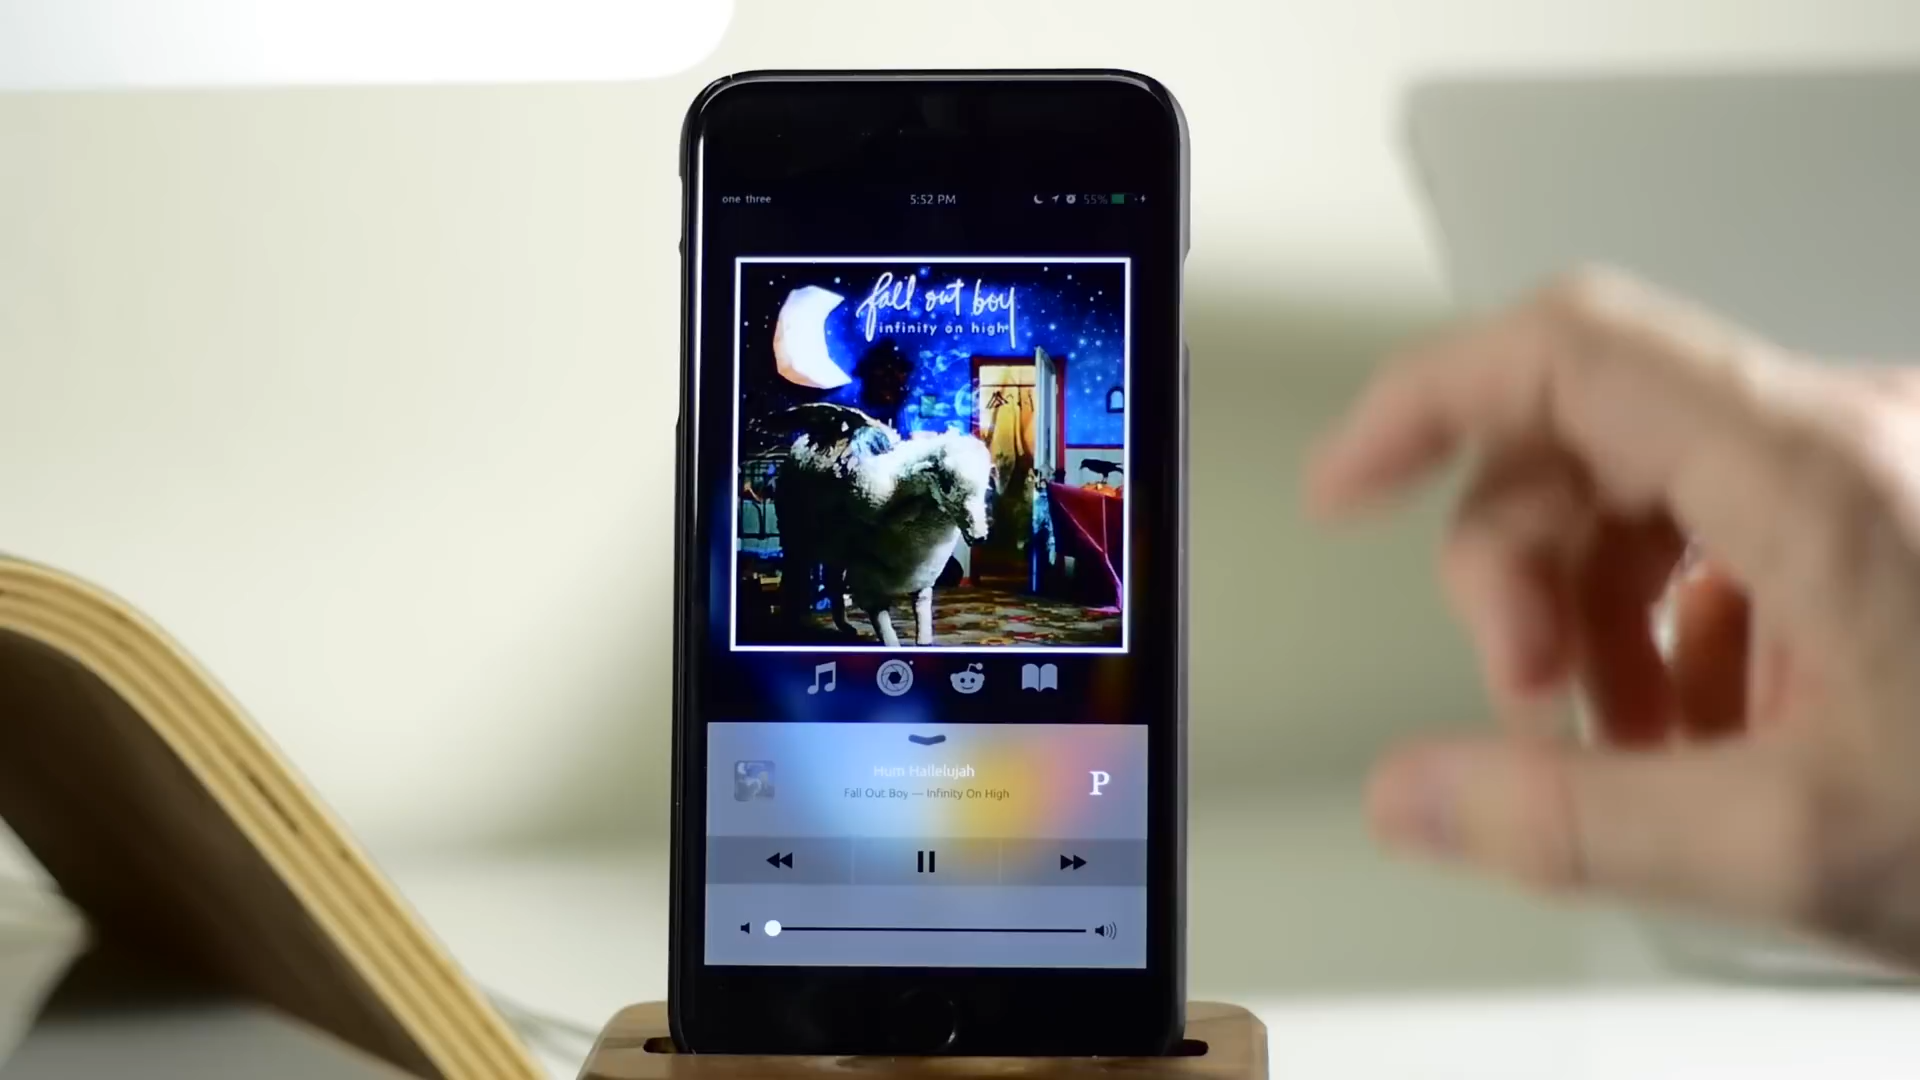 one three
5:52 PM
55%
fall out boy
infinity on high
Hum Hallelujah
Fall Out Boy — Infinity On High
P